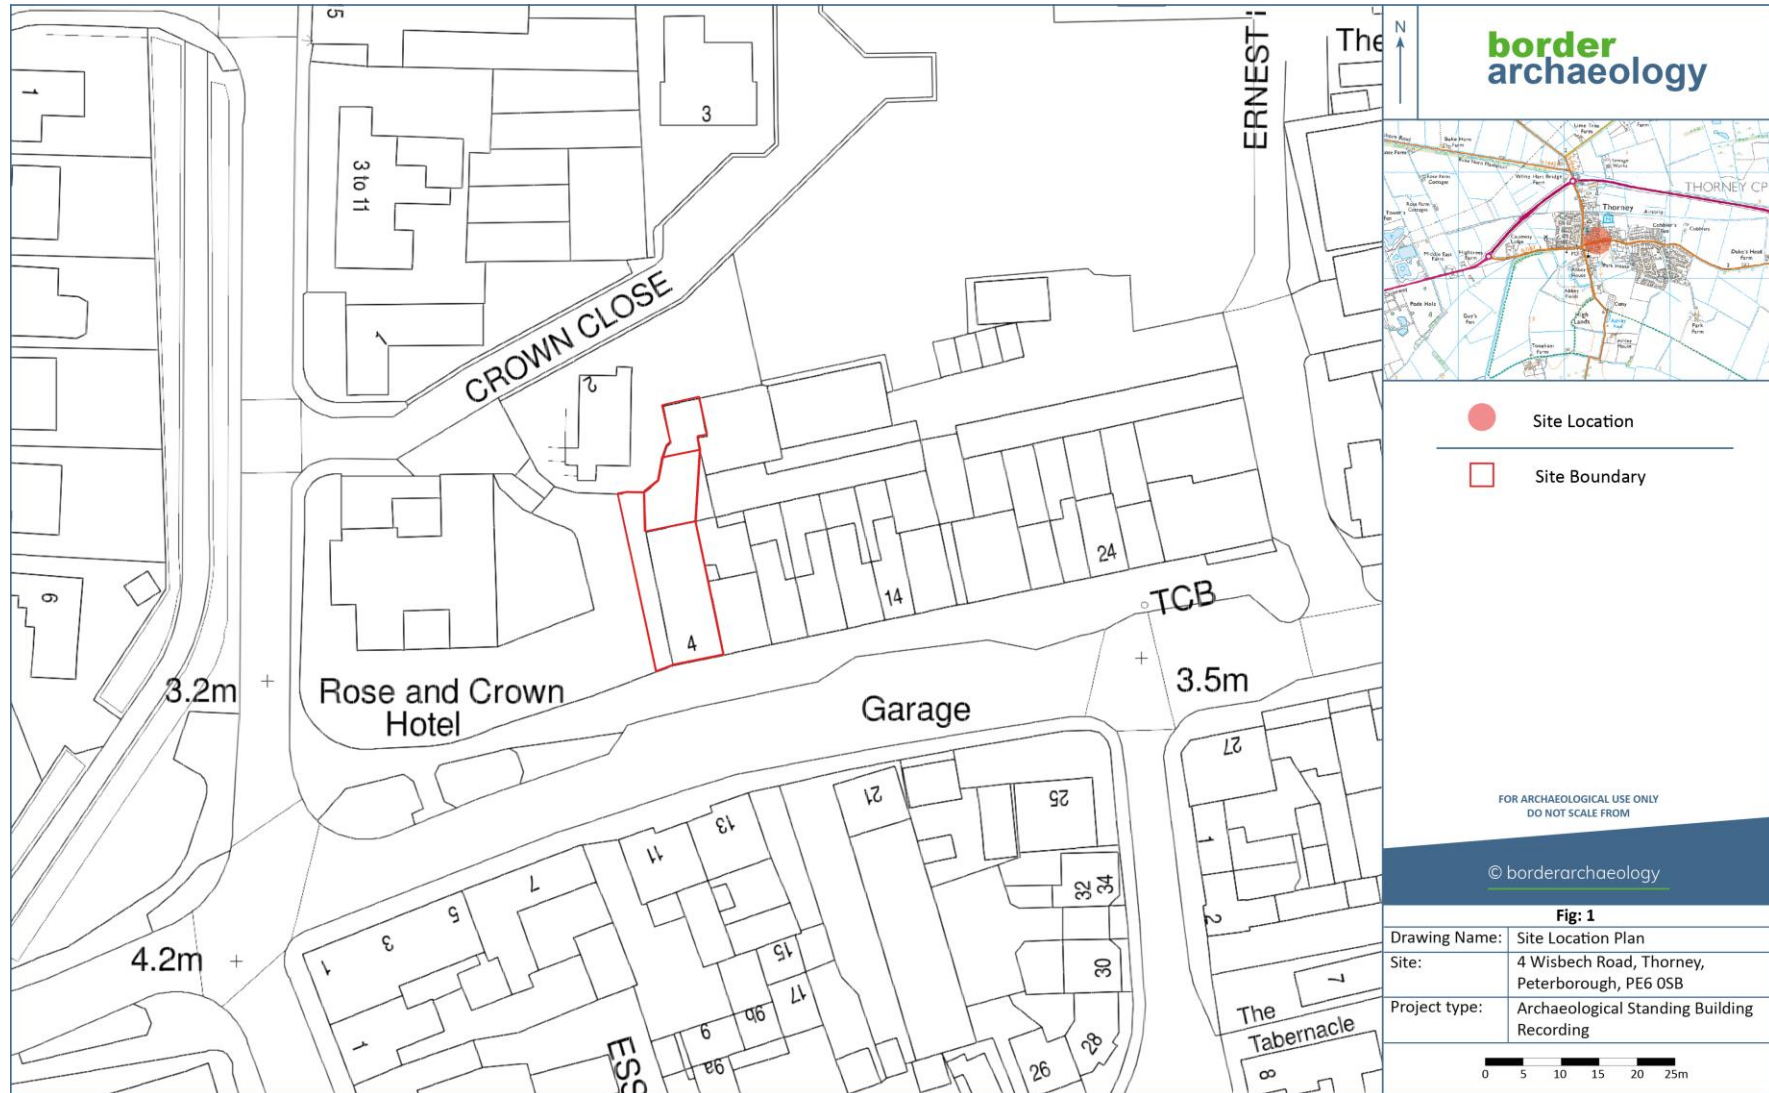 15
ERNEST
The
1
3
3 to 11
1
CROWN CLOSE
2
6
4
14
24
TCB
3.2m
Rose and Crown
Hotel
Garage
3.5m
27
21
25
13
11
7
5
3
1
32
34
1
2
4.2m
15
17
30
9
9b
9a
1
ESS
28
26
7
The
Tabernacle
8
N
border
archaeology
THORNEY CP
Thorney
Site Location
Site Boundary
FOR ARCHAEOLOGICAL USE ONLY
DO NOT SCALE FROM
© borderarchaeology
Fig: 1
Drawing Name: Site Location Plan
Site: 4 Wisbech Road, Thorney,
Peterborough, PE6 0SB
Project type: Archaeological Standing Building
Recording
0 5 10 15 20 25m